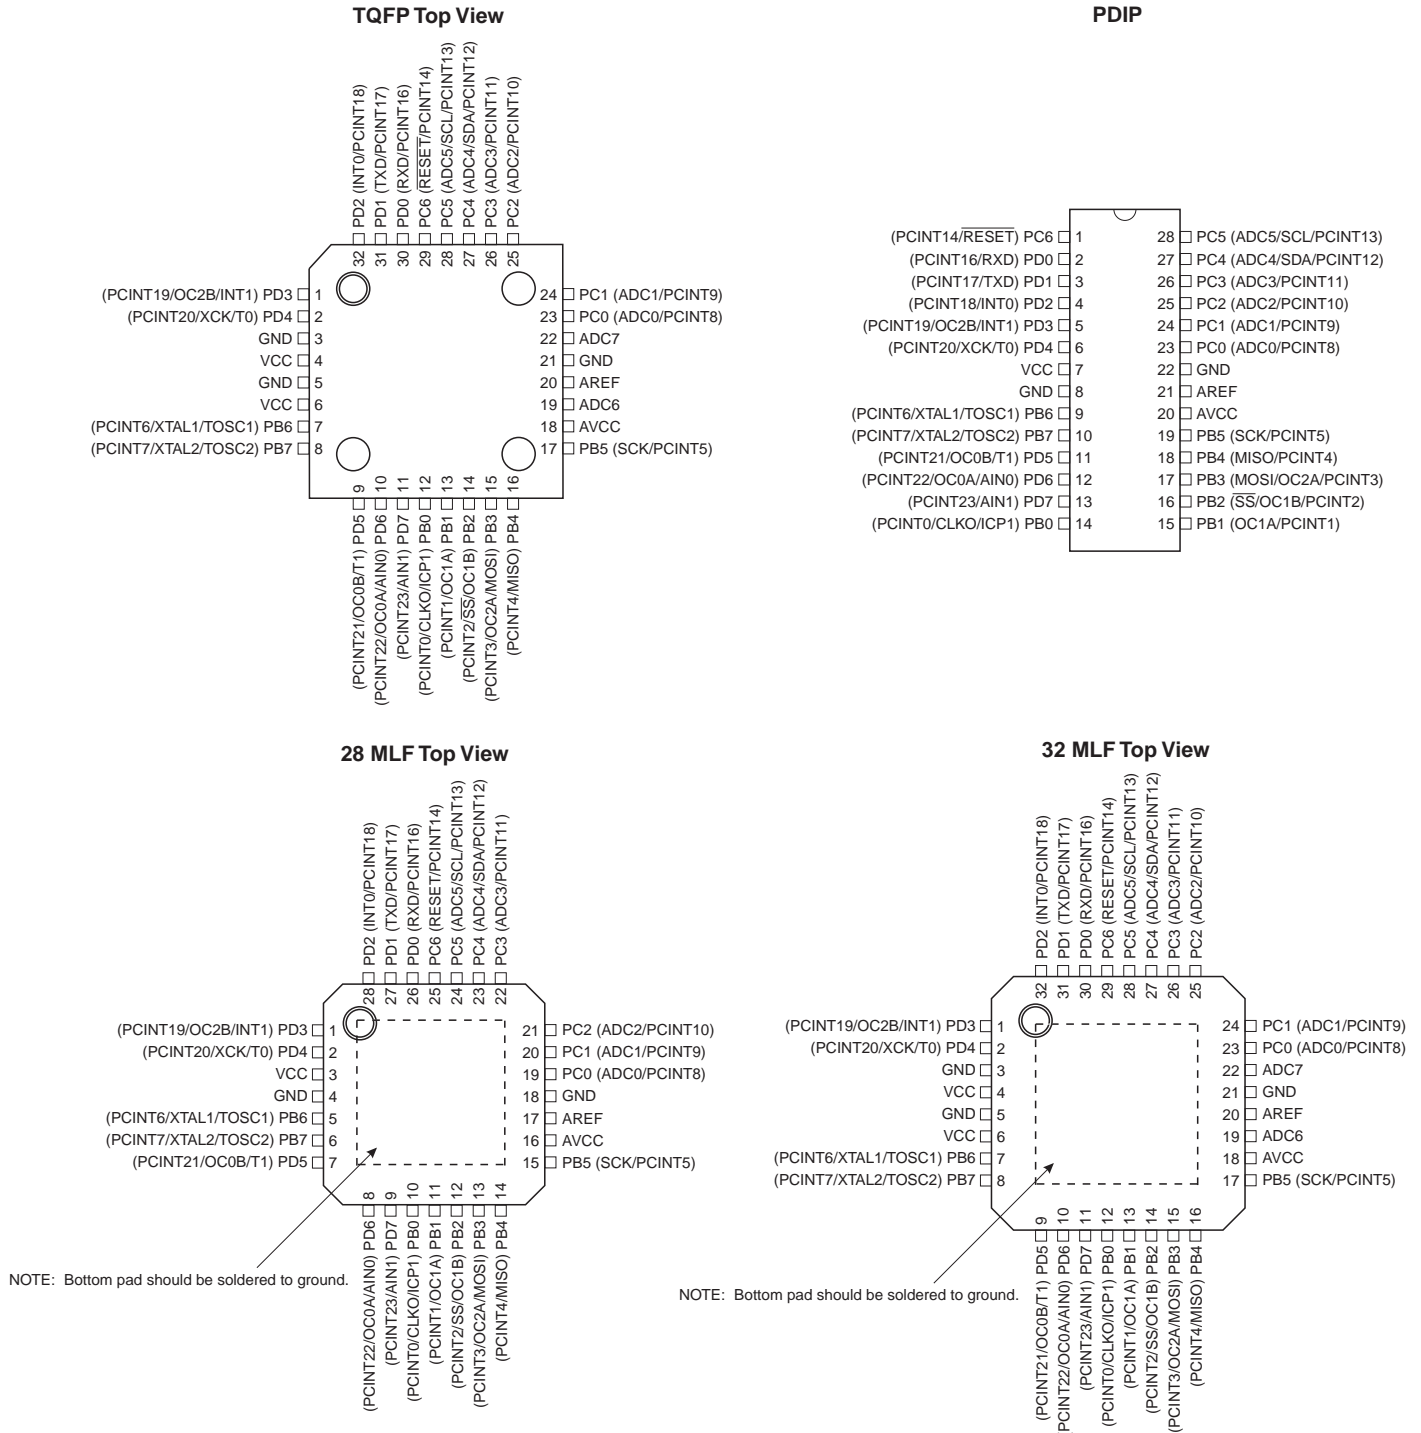 TQFP Top View
PD2 (INT0/PCINT18)
PD1 (TXD/PCINT17)
PD0 (RXD/PCINT16)
PC6 (RESET/PCINT14)
PC5 (ADC5/SCL/PCINT13)
PC4 (ADC4/SDA/PCINT12)
PC3 (ADC3/PCINT11)
PC2 (ADC2/PCINT10)
32 31 30 29 28 27 26 25
(PCINT19/OC2B/INT1) PD3 1
(PCINT20/XCK/T0) PD4 2
GND 3
VCC 4
GND 5
VCC 6
(PCINT6/XTAL1/TOSC1) PB6 7
(PCINT7/XTAL2/TOSC2) PB7 8
24 PC1 (ADC1/PCINT9)
23 PC0 (ADC0/PCINT8)
22 ADC7
21 GND
20 AREF
19 ADC6
18 AVCC
17 PB5 (SCK/PCINT5)
9 10 11 12 13 14 15 16
(PCINT21/OC0B/T1) PD5
(PCINT22/OC0A/AIN0) PD6
(PCINT23/AIN1) PD7
(PCINT0/CLKO/ICP1) PB0
(PCINT1/OC1A) PB1
(PCINT2/SS/OC1B) PB2
(PCINT3/OC2A/MOSI) PB3
(PCINT4/MISO) PB4
PDIP
(PCINT14/RESET) PC6 1
(PCINT16/RXD) PD0 2
(PCINT17/TXD) PD1 3
(PCINT18/INT0) PD2 4
(PCINT19/OC2B/INT1) PD3 5
(PCINT20/XCK/T0) PD4 6
VCC 7
GND 8
(PCINT6/XTAL1/TOSC1) PB6 9
(PCINT7/XTAL2/TOSC2) PB7 10
(PCINT21/OC0B/T1) PD5 11
(PCINT22/OC0A/AIN0) PD6 12
(PCINT23/AIN1) PD7 13
(PCINT0/CLKO/ICP1) PB0 14
28 PC5 (ADC5/SCL/PCINT13)
27 PC4 (ADC4/SDA/PCINT12)
26 PC3 (ADC3/PCINT11)
25 PC2 (ADC2/PCINT10)
24 PC1 (ADC1/PCINT9)
23 PC0 (ADC0/PCINT8)
22 GND
21 AREF
20 AVCC
19 PB5 (SCK/PCINT5)
18 PB4 (MISO/PCINT4)
17 PB3 (MOSI/OC2A/PCINT3)
16 PB2 (SS/OC1B/PCINT2)
15 PB1 (OC1A/PCINT1)
28 MLF Top View
PD2 (INT0/PCINT18)
PD1 (TXD/PCINT17)
PD0 (RXD/PCINT16)
PC6 (RESET/PCINT14)
PC5 (ADC5/SCL/PCINT13)
PC4 (ADC4/SDA/PCINT12)
PC3 (ADC3/PCINT11)
28 27 26 25 24 23 22
(PCINT19/OC2B/INT1) PD3 1
(PCINT20/XCK/T0) PD4 2
VCC 3
GND 4
(PCINT6/XTAL1/TOSC1) PB6 5
(PCINT7/XTAL2/TOSC2) PB7 6
(PCINT21/OC0B/T1) PD5 7
21 PC2 (ADC2/PCINT10)
20 PC1 (ADC1/PCINT9)
19 PC0 (ADC0/PCINT8)
18 GND
17 AREF
16 AVCC
15 PB5 (SCK/PCINT5)
8 9 10 11 12 13 14
(PCINT22/OC0A/AIN0) PD6
(PCINT23/AIN1) PD7
(PCINT0/CLKO/ICP1) PB0
(PCINT1/OC1A) PB1
(PCINT2/SS/OC1B) PB2
(PCINT3/OC2A/MOSI) PB3
(PCINT4/MISO) PB4
NOTE: Bottom pad should be soldered to ground.
32 MLF Top View
PD2 (INT0/PCINT18)
PD1 (TXD/PCINT17)
PD0 (RXD/PCINT16)
PC6 (RESET/PCINT14)
PC5 (ADC5/SCL/PCINT13)
PC4 (ADC4/SDA/PCINT12)
PC3 (ADC3/PCINT11)
PC2 (ADC2/PCINT10)
32 31 30 29 28 27 26 25
(PCINT19/OC2B/INT1) PD3 1
(PCINT20/XCK/T0) PD4 2
GND 3
VCC 4
GND 5
VCC 6
(PCINT6/XTAL1/TOSC1) PB6 7
(PCINT7/XTAL2/TOSC2) PB7 8
24 PC1 (ADC1/PCINT9)
23 PC0 (ADC0/PCINT8)
22 ADC7
21 GND
20 AREF
19 ADC6
18 AVCC
17 PB5 (SCK/PCINT5)
9 10 11 12 13 14 15 16
(PCINT21/OC0B/T1) PD5
(PCINT22/OC0A/AIN0) PD6
(PCINT23/AIN1) PD7
(PCINT0/CLKO/ICP1) PB0
(PCINT1/OC1A) PB1
(PCINT2/SS/OC1B) PB2
(PCINT3/OC2A/MOSI) PB3
(PCINT4/MISO) PB4
NOTE: Bottom pad should be soldered to ground.